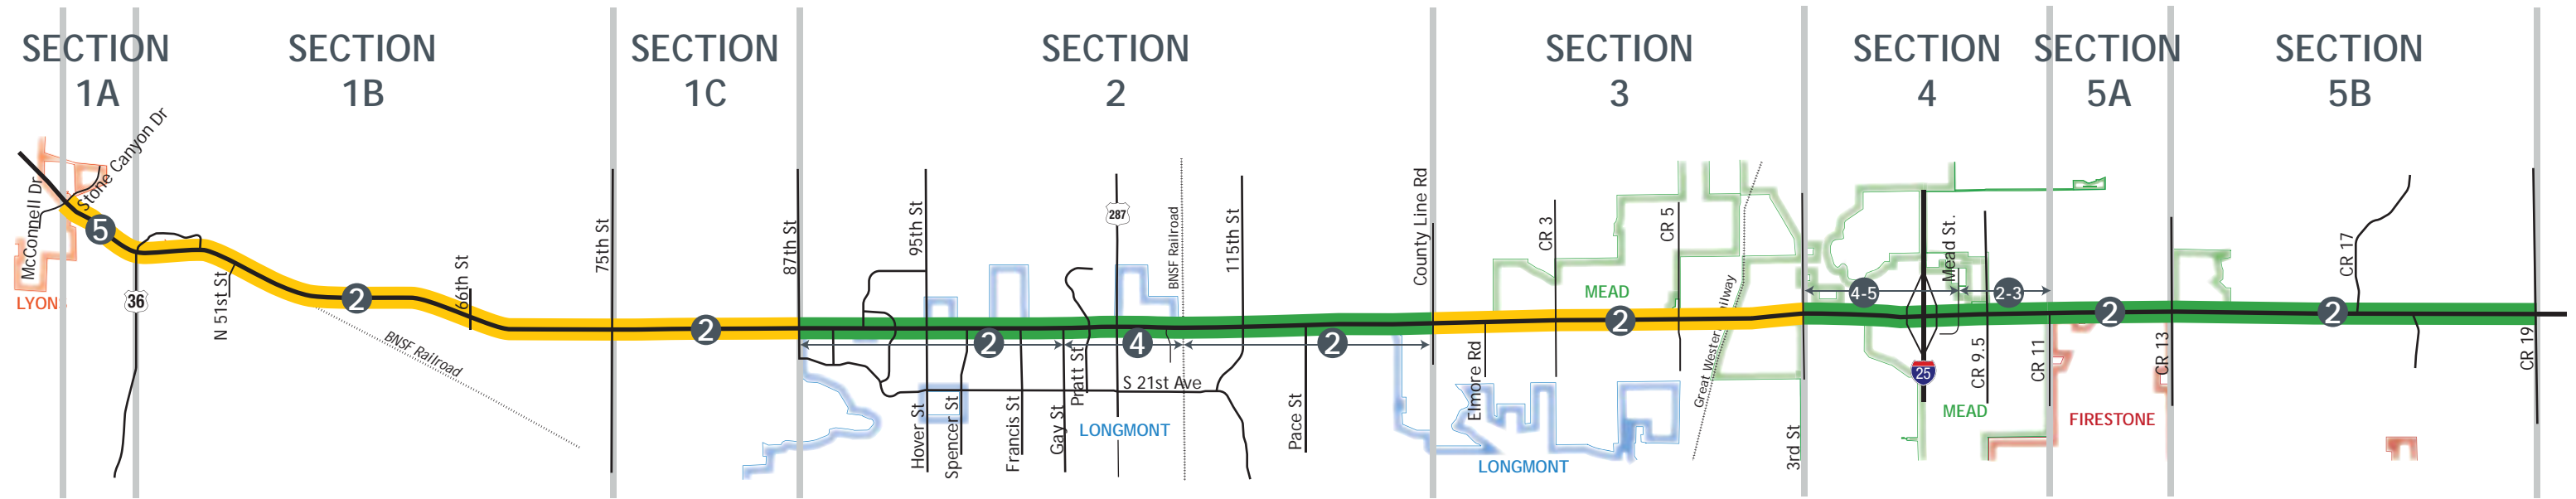 SECTION
1A
SECTION
1B
SECTION
1C
SECTION
2
SECTION
3
SECTION
4
SECTION
5A
SECTION
5B
McConnell Dr
Stone Canyon Dr
LYON
5
36
N 51st St
2
BNSF Railroad
66th St
75th St
2
87th St
95th St
Hover St
Spencer St
2
Francis St
Gay St
Pratt St
287
4
S 21st Ave
LONGMONT
BNSF Railroad
115th St
Pace St
2
County Line Rd
Elmore Rd
LONGMONT
CR 3
MEAD
2
CR 5
3rd St
4-5
25
Mead St.
MEAD
CR 9.5
2-3
CR 11
FIRESTONE
2
CR 13
2
CR 17
CR 19